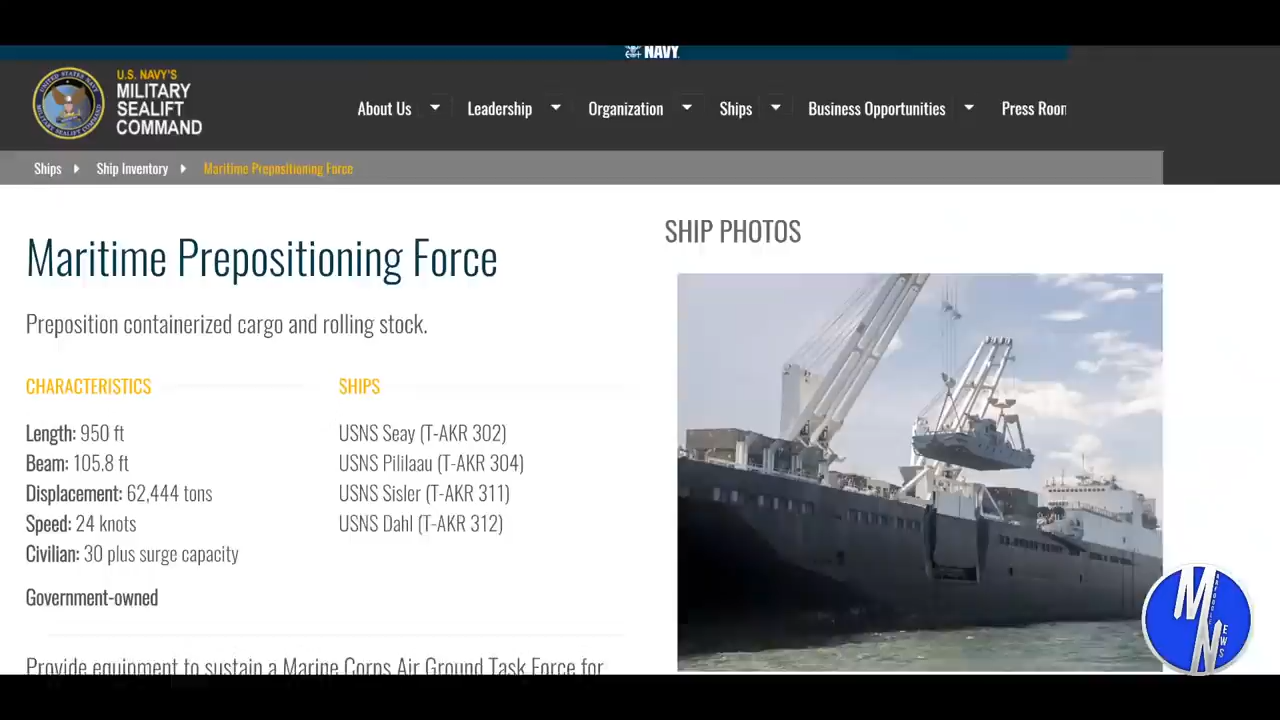 NAVY
U.S. NAVY'S
MILITARY
SEALIFT
COMMAND
About Us
Leadership
Organization
Ships
Business Opportunities
Press Roon
Ships
Ship Inventory
Maritime Prepositioning Force
Maritime Prepositioning Force
Preposition containerized cargo and rolling stock.
CHARACTERISTICS
Length: 950 ft
Beam: 105.8 ft
Displacement: 62,444 tons
Speed: 24 knots
Civilian: 30 plus surge capacity
Government-owned
SHIPS
USNS Seay (T-AKR 302)
USNS Pililaau (T-AKR 304)
USNS Sisler (T-AKR 311)
USNS Dahl (T-AKR 312)
Provide equipment to sustain a Marine Corps Air Ground Task Force for
SHIP PHOTOS